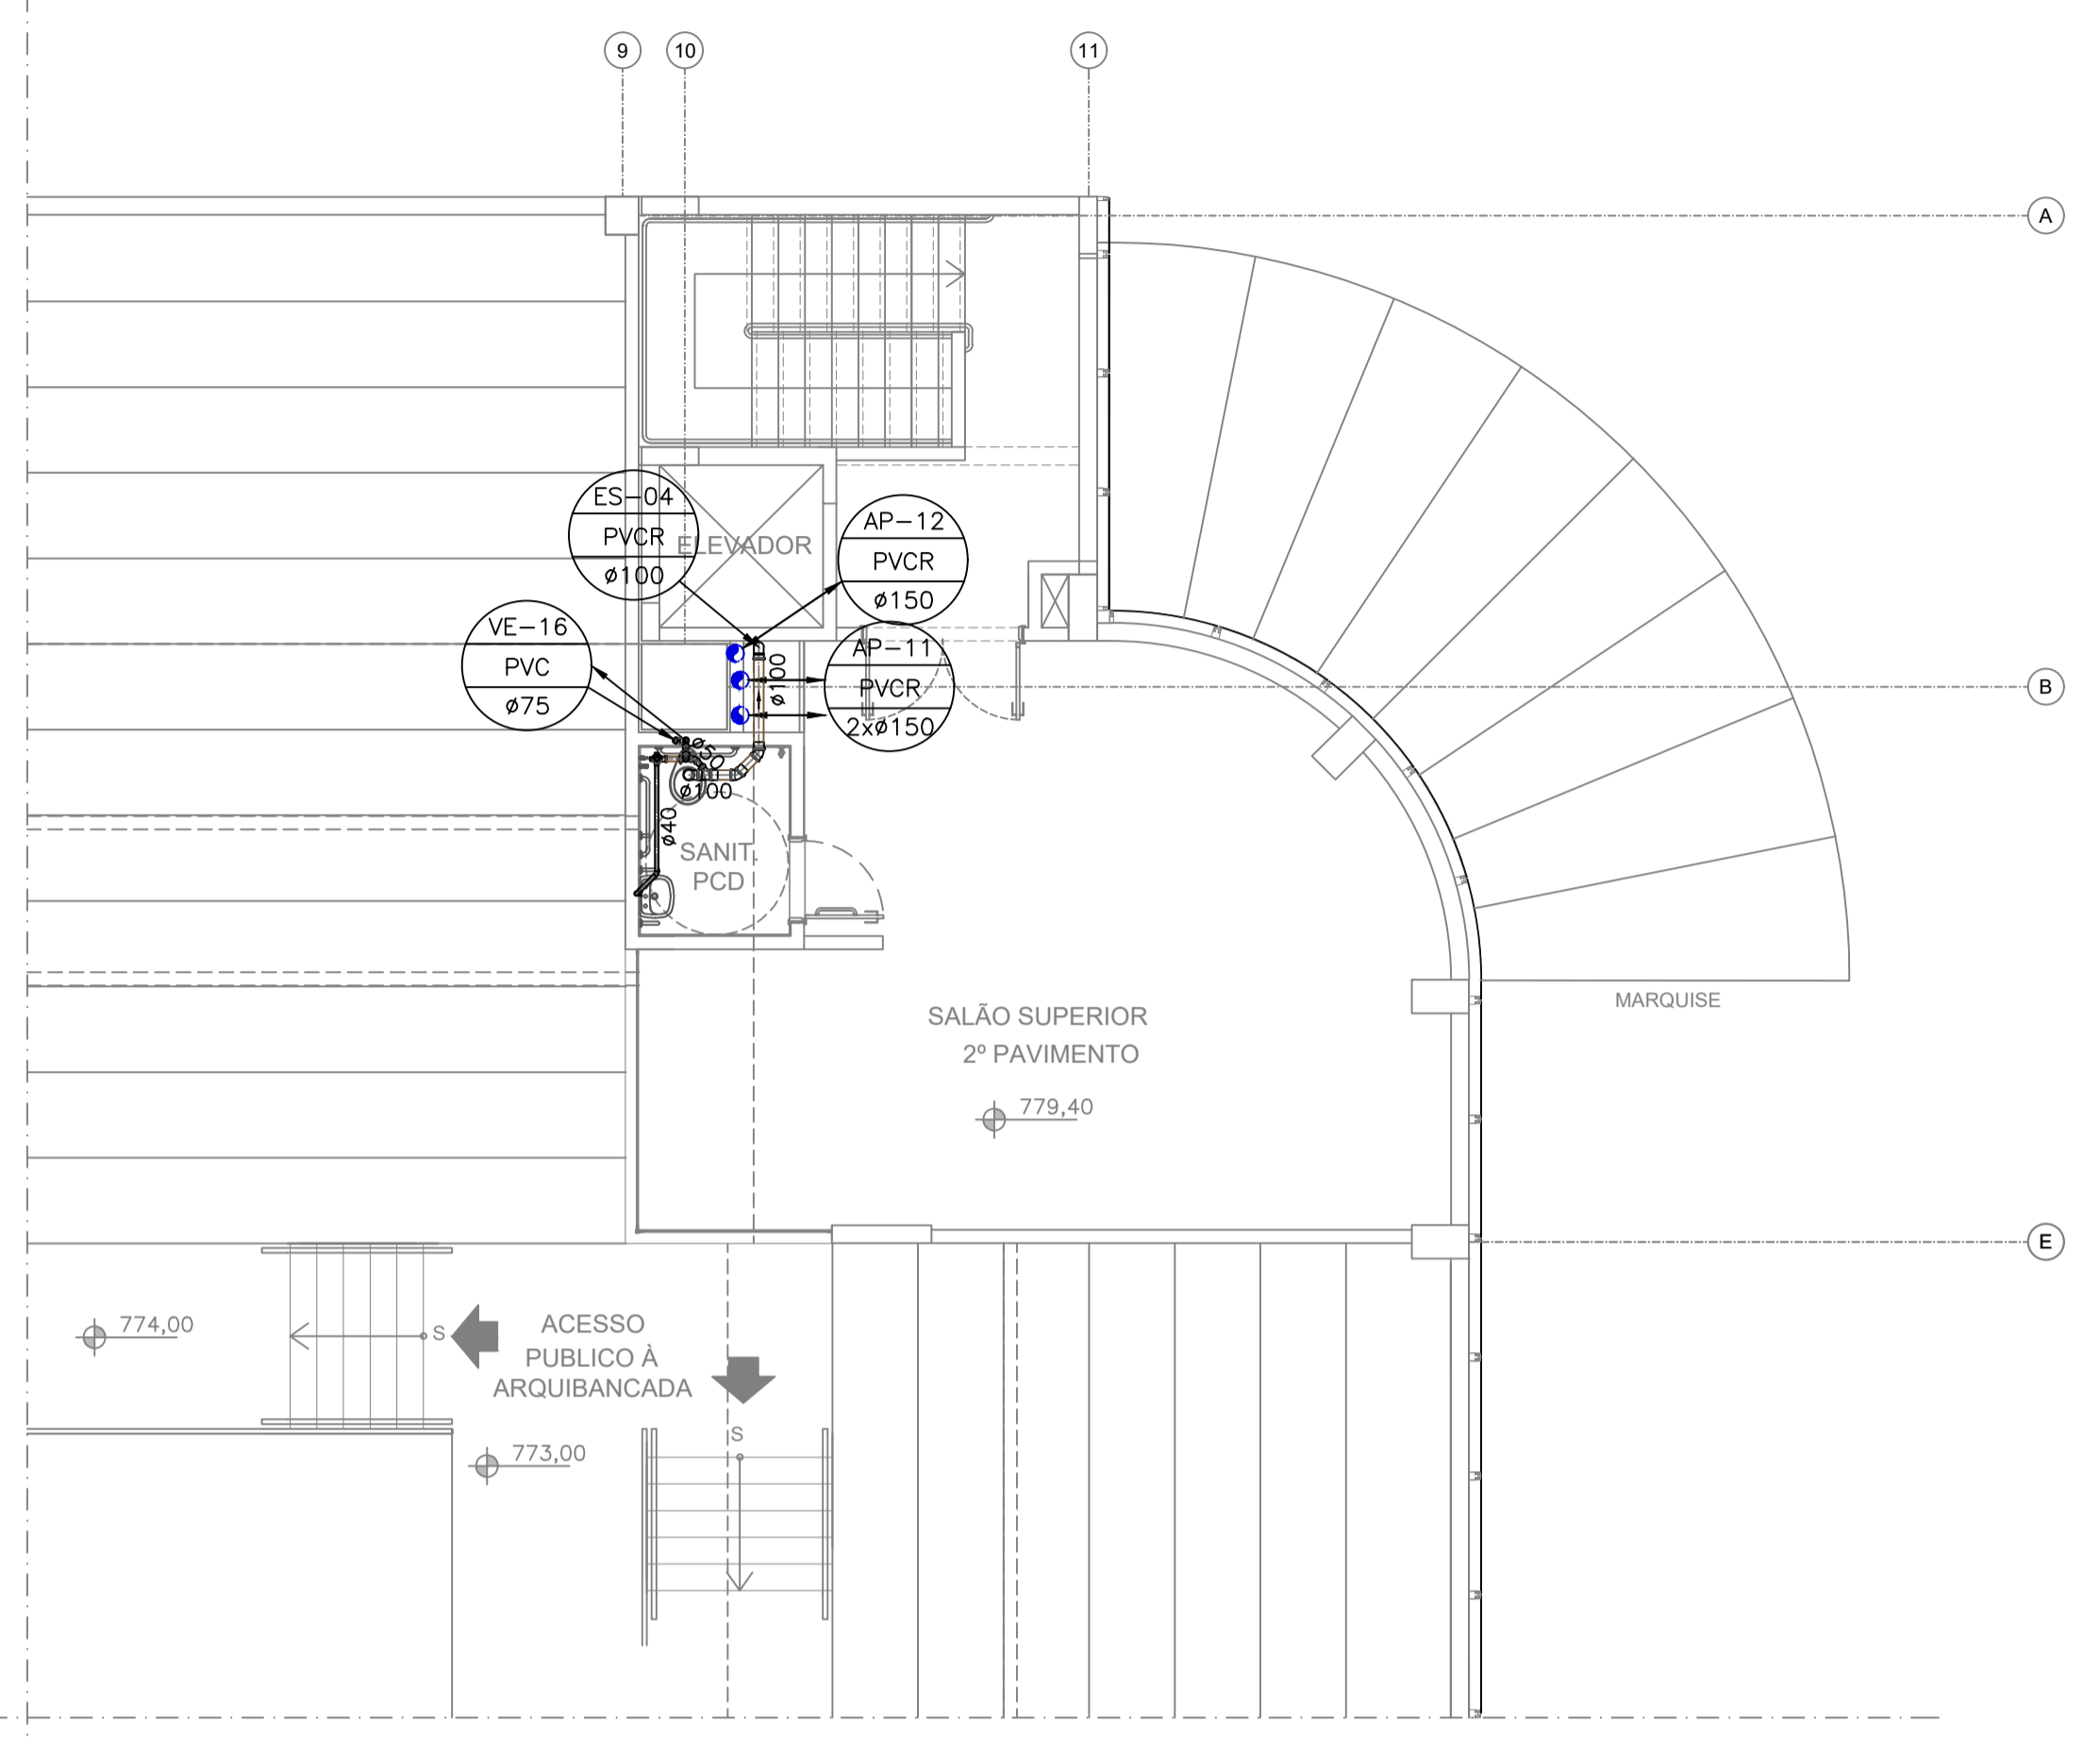 9
10
11
A
ES-04
PVCR
ø100
ELEVADOR
AP-12
PVCR
ø150
VE-16
PVC
ø75
AP-11
PVCR
2xø150
ø100
B
ø50
ø100
ø40
SANIT.
PCD
MARQUISE
SALÃO SUPERIOR
2º PAVIMENTO
779,40
E
774,00
S
ACESSO
PUBLICO À
ARQUIBANCADA
773,00
S